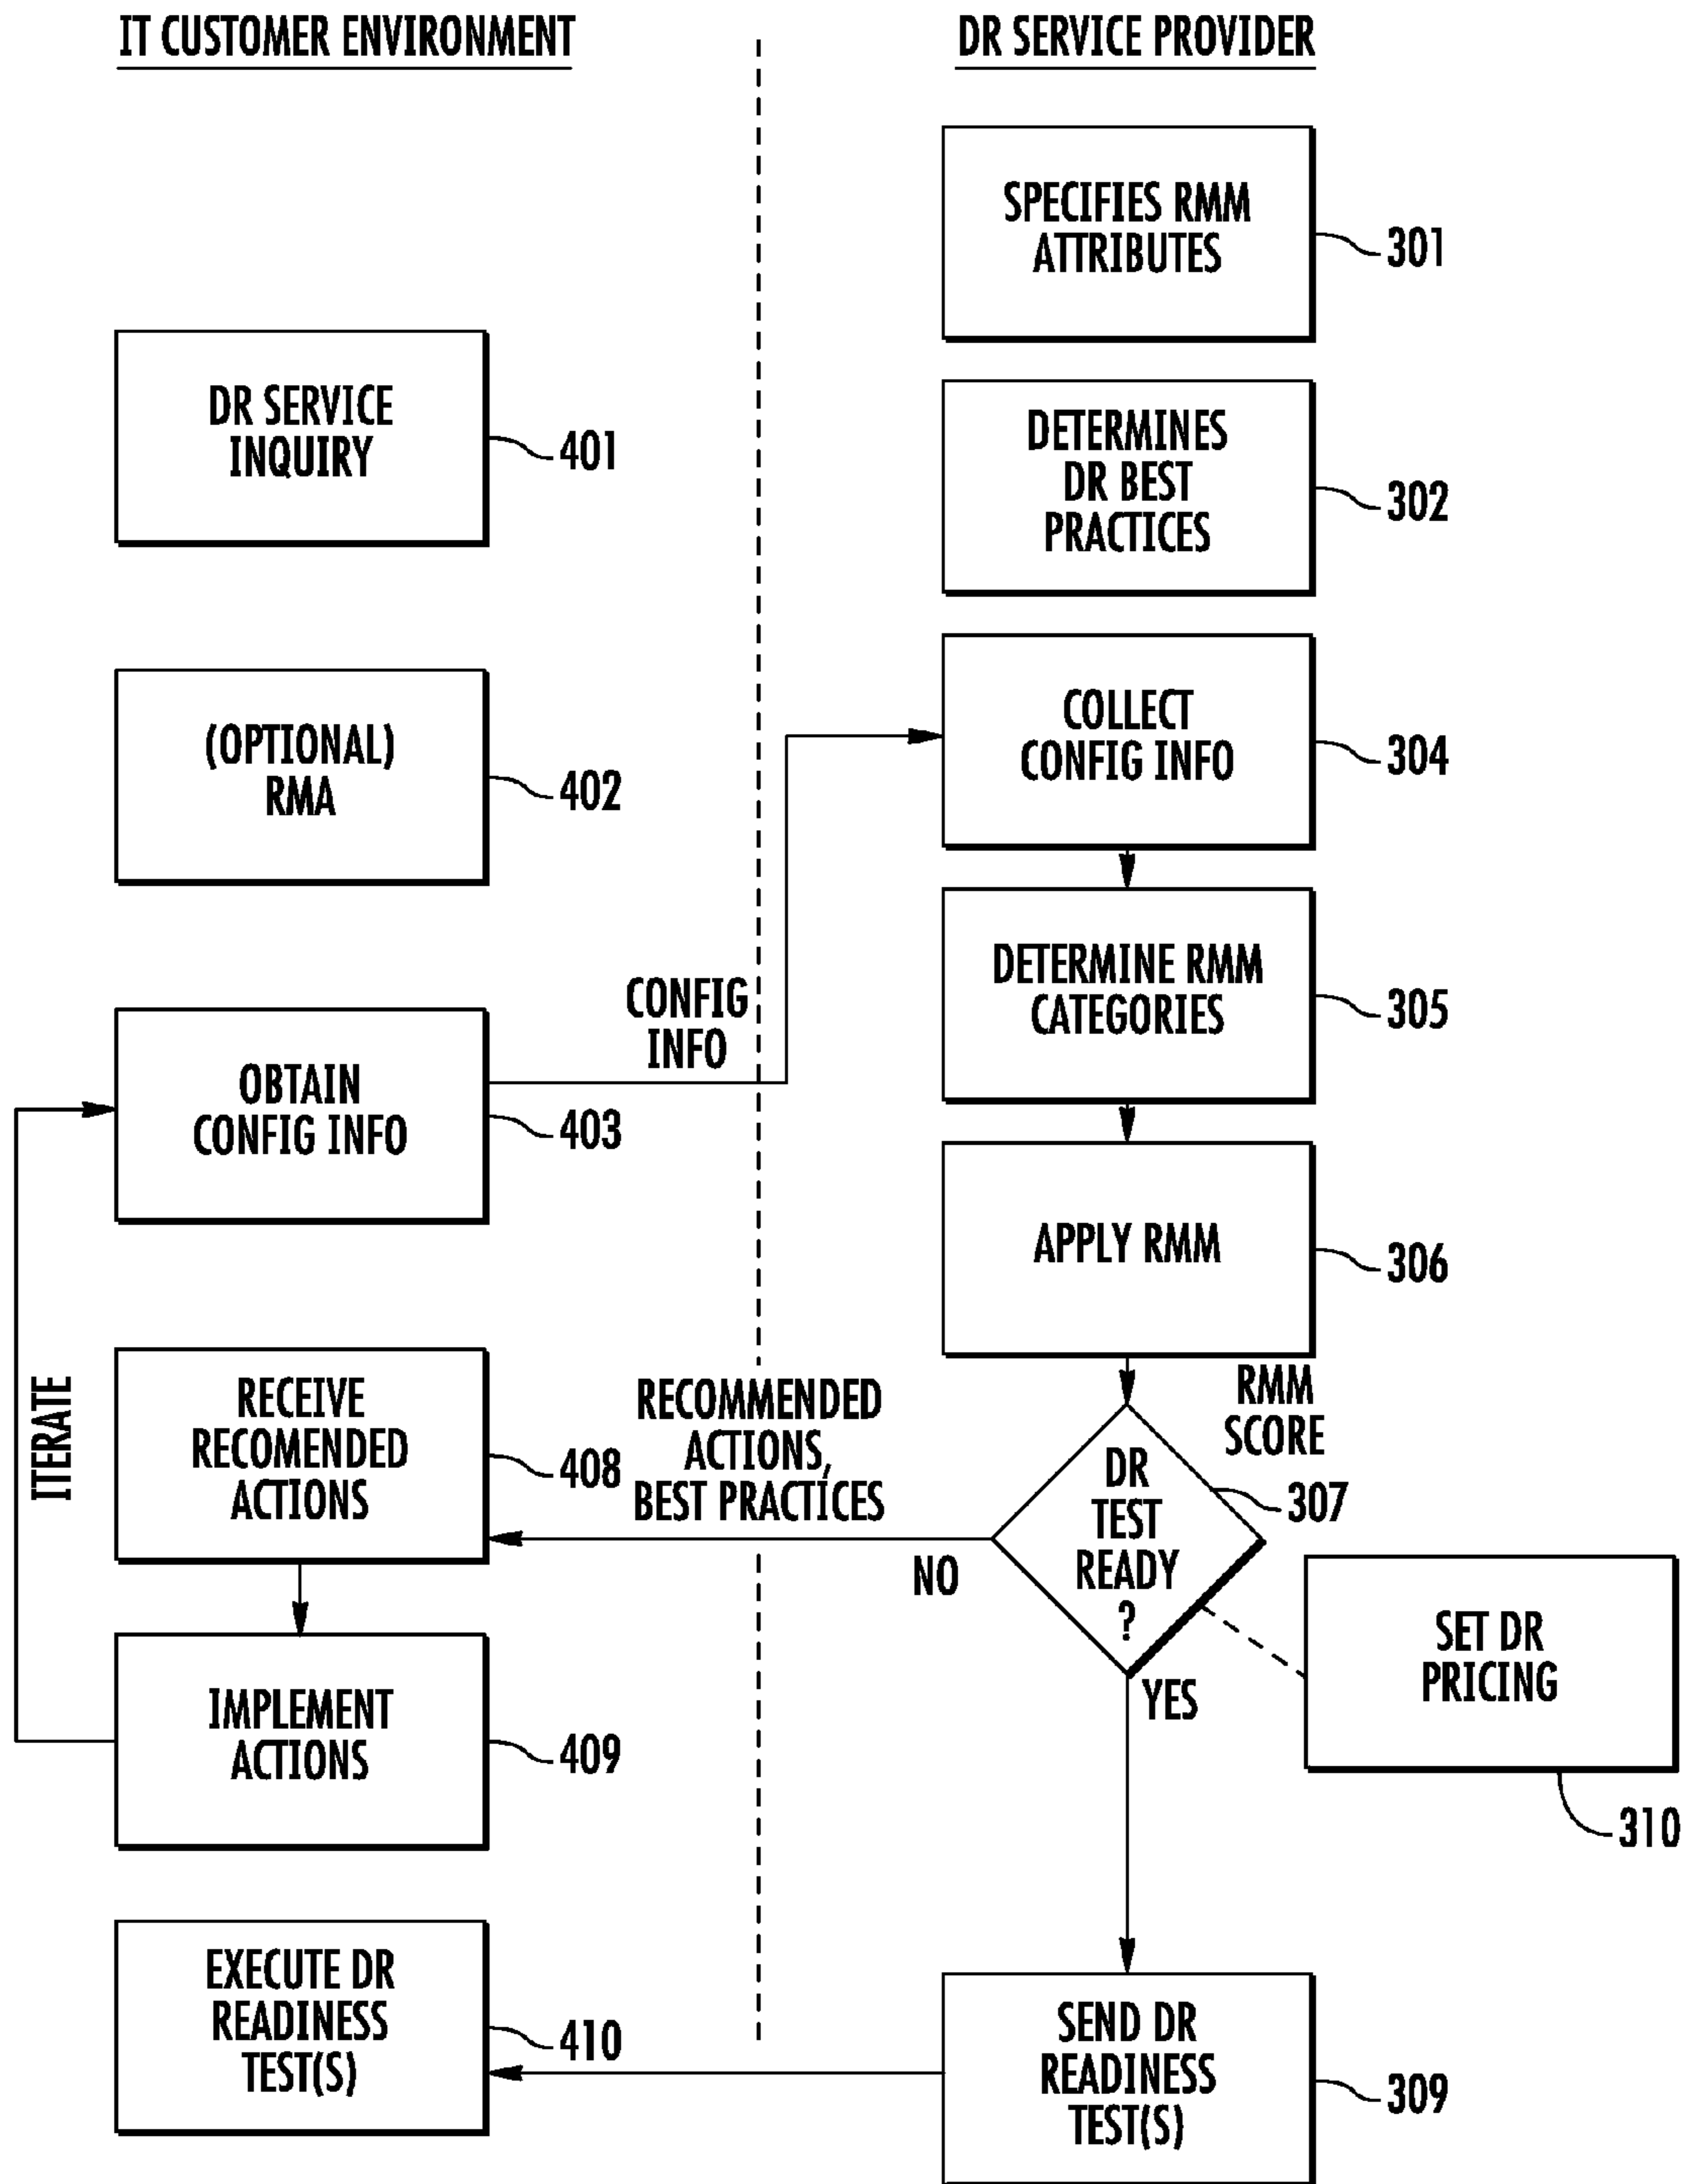 IT CUSTOMER ENVIRONMENT
DR SERVICE PROVIDER
SPECIFIES RMM
ATTRIBUTES
301
DR SERVICE
INQUIRY
401
DETERMINES
DR BEST
PRACTICES
302
(OPTIONAL)
RMA
402
COLLECT
CONFIG INFO
304
DETERMINE RMM
CATEGORIES
305
CONFIG
INFO
OBTAIN
CONFIG INFO
403
APPLY RMM
306
ITERATE
RECEIVE
RECOMENDED
ACTIONS
408
RECOMMENDED
ACTIONS,
BEST PRACTICES
RMM
SCORE
DR
TEST
READY
?
307
NO
YES
SET DR
PRICING
310
IMPLEMENT
ACTIONS
409
EXECUTE DR
READINESS
TEST(S)
410
SEND DR
READINESS
TEST(S)
309